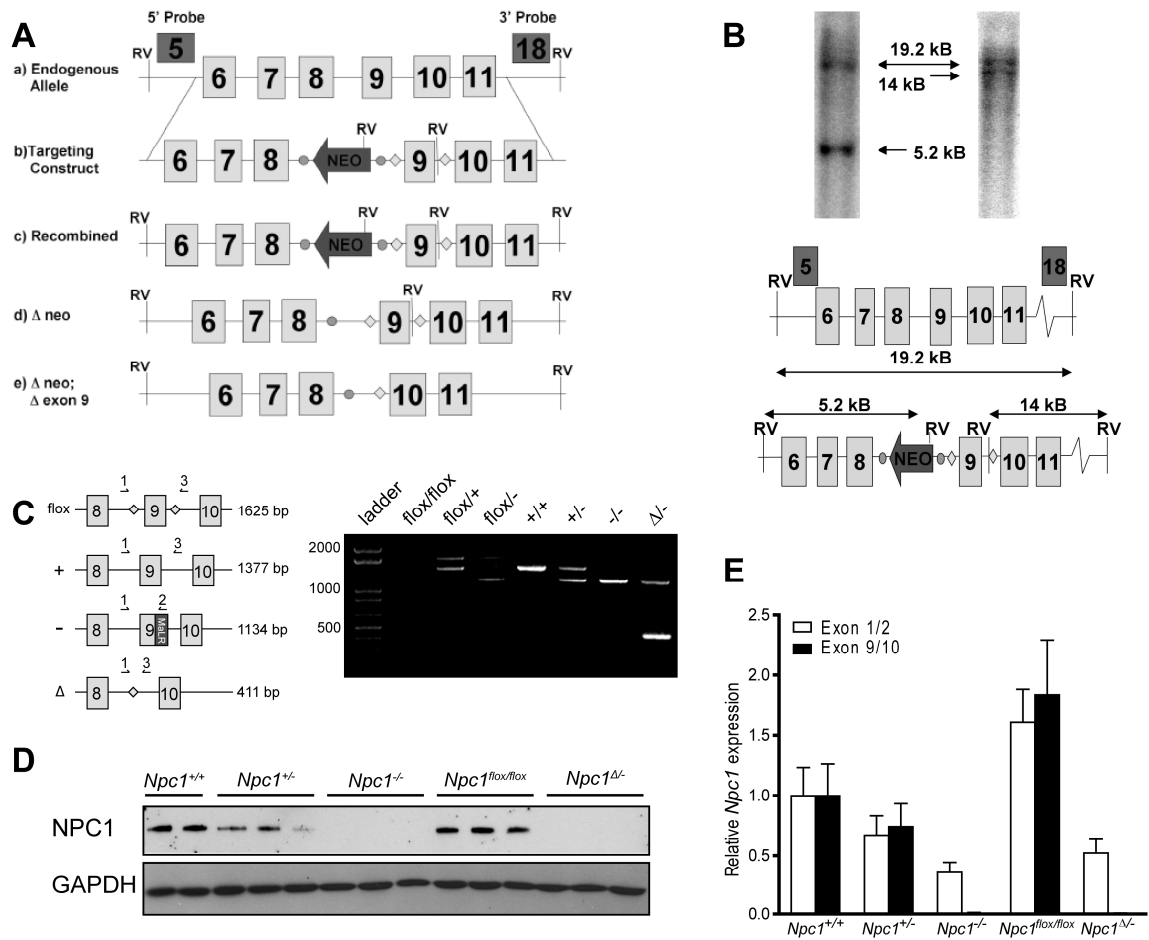 A
5' Probe
3' Probe
RV 5 18 RV
a) Endogenous
Allele
6 7 8 9 10 11
RV RV
b)Targeting
Construct
6 7 8 NEO 9 10 11
RV RV RV RV
c) Recombined
6 7 8 NEO 9 10 11
RV RV RV
d) Δ neo
6 7 8 9 10 11
RV RV
e) Δ neo;
Δ exon 9
6 7 8 10 11
B
19.2 kB
14 kB
5.2 kB
5 18
RV RV
6 7 8 9 10 11
19.2 kB
5.2 kB 14 kB
RV RV RV RV
6 7 8 NEO 9 10 11
C
1 3
flox 8 9 10 1625 bp
1 3
+ 8 9 10 1377 bp
1 2
- 8 9 MaLR 10 1134 bp
1 3
Δ 8 10 411 bp
ladder flox/flox flox/+ flox/- +/+ +/- -/- Δ/-
2000
1000
500
D
Npc1+/+ Npc1+/- Npc1-/- Npc1flox/flox NpcΔ/-
NPC1
GAPDH
E
Relative Npc1 expression
2.5
2.0
1.5
1.0
0.5
0.0
Exon 1/2
Exon 9/10
Npc1+/+ Npc1+/- Npc1-/- Npc1flox/flox Npc1Δ/-